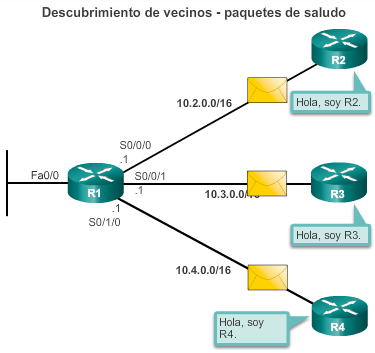 Descubrimiento de vecinos - paquetes de saludo
R2
Hola, soy R2.
10.2.0.0/16
S0/0/0
.1
Fa0/0
R1
S0/0/1
.1
10.3.0.0/16
R3
Hola, soy R3.
.1
S0/1/0
10.4.0.0/16
Hola, soy
R4.
R4